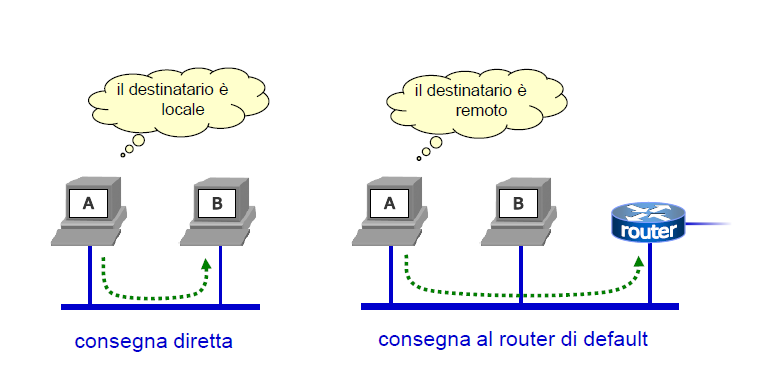 il destinatario è
locale
A
B
consegna diretta
il destinatario è
remoto
A
B
router
consegna al router di default